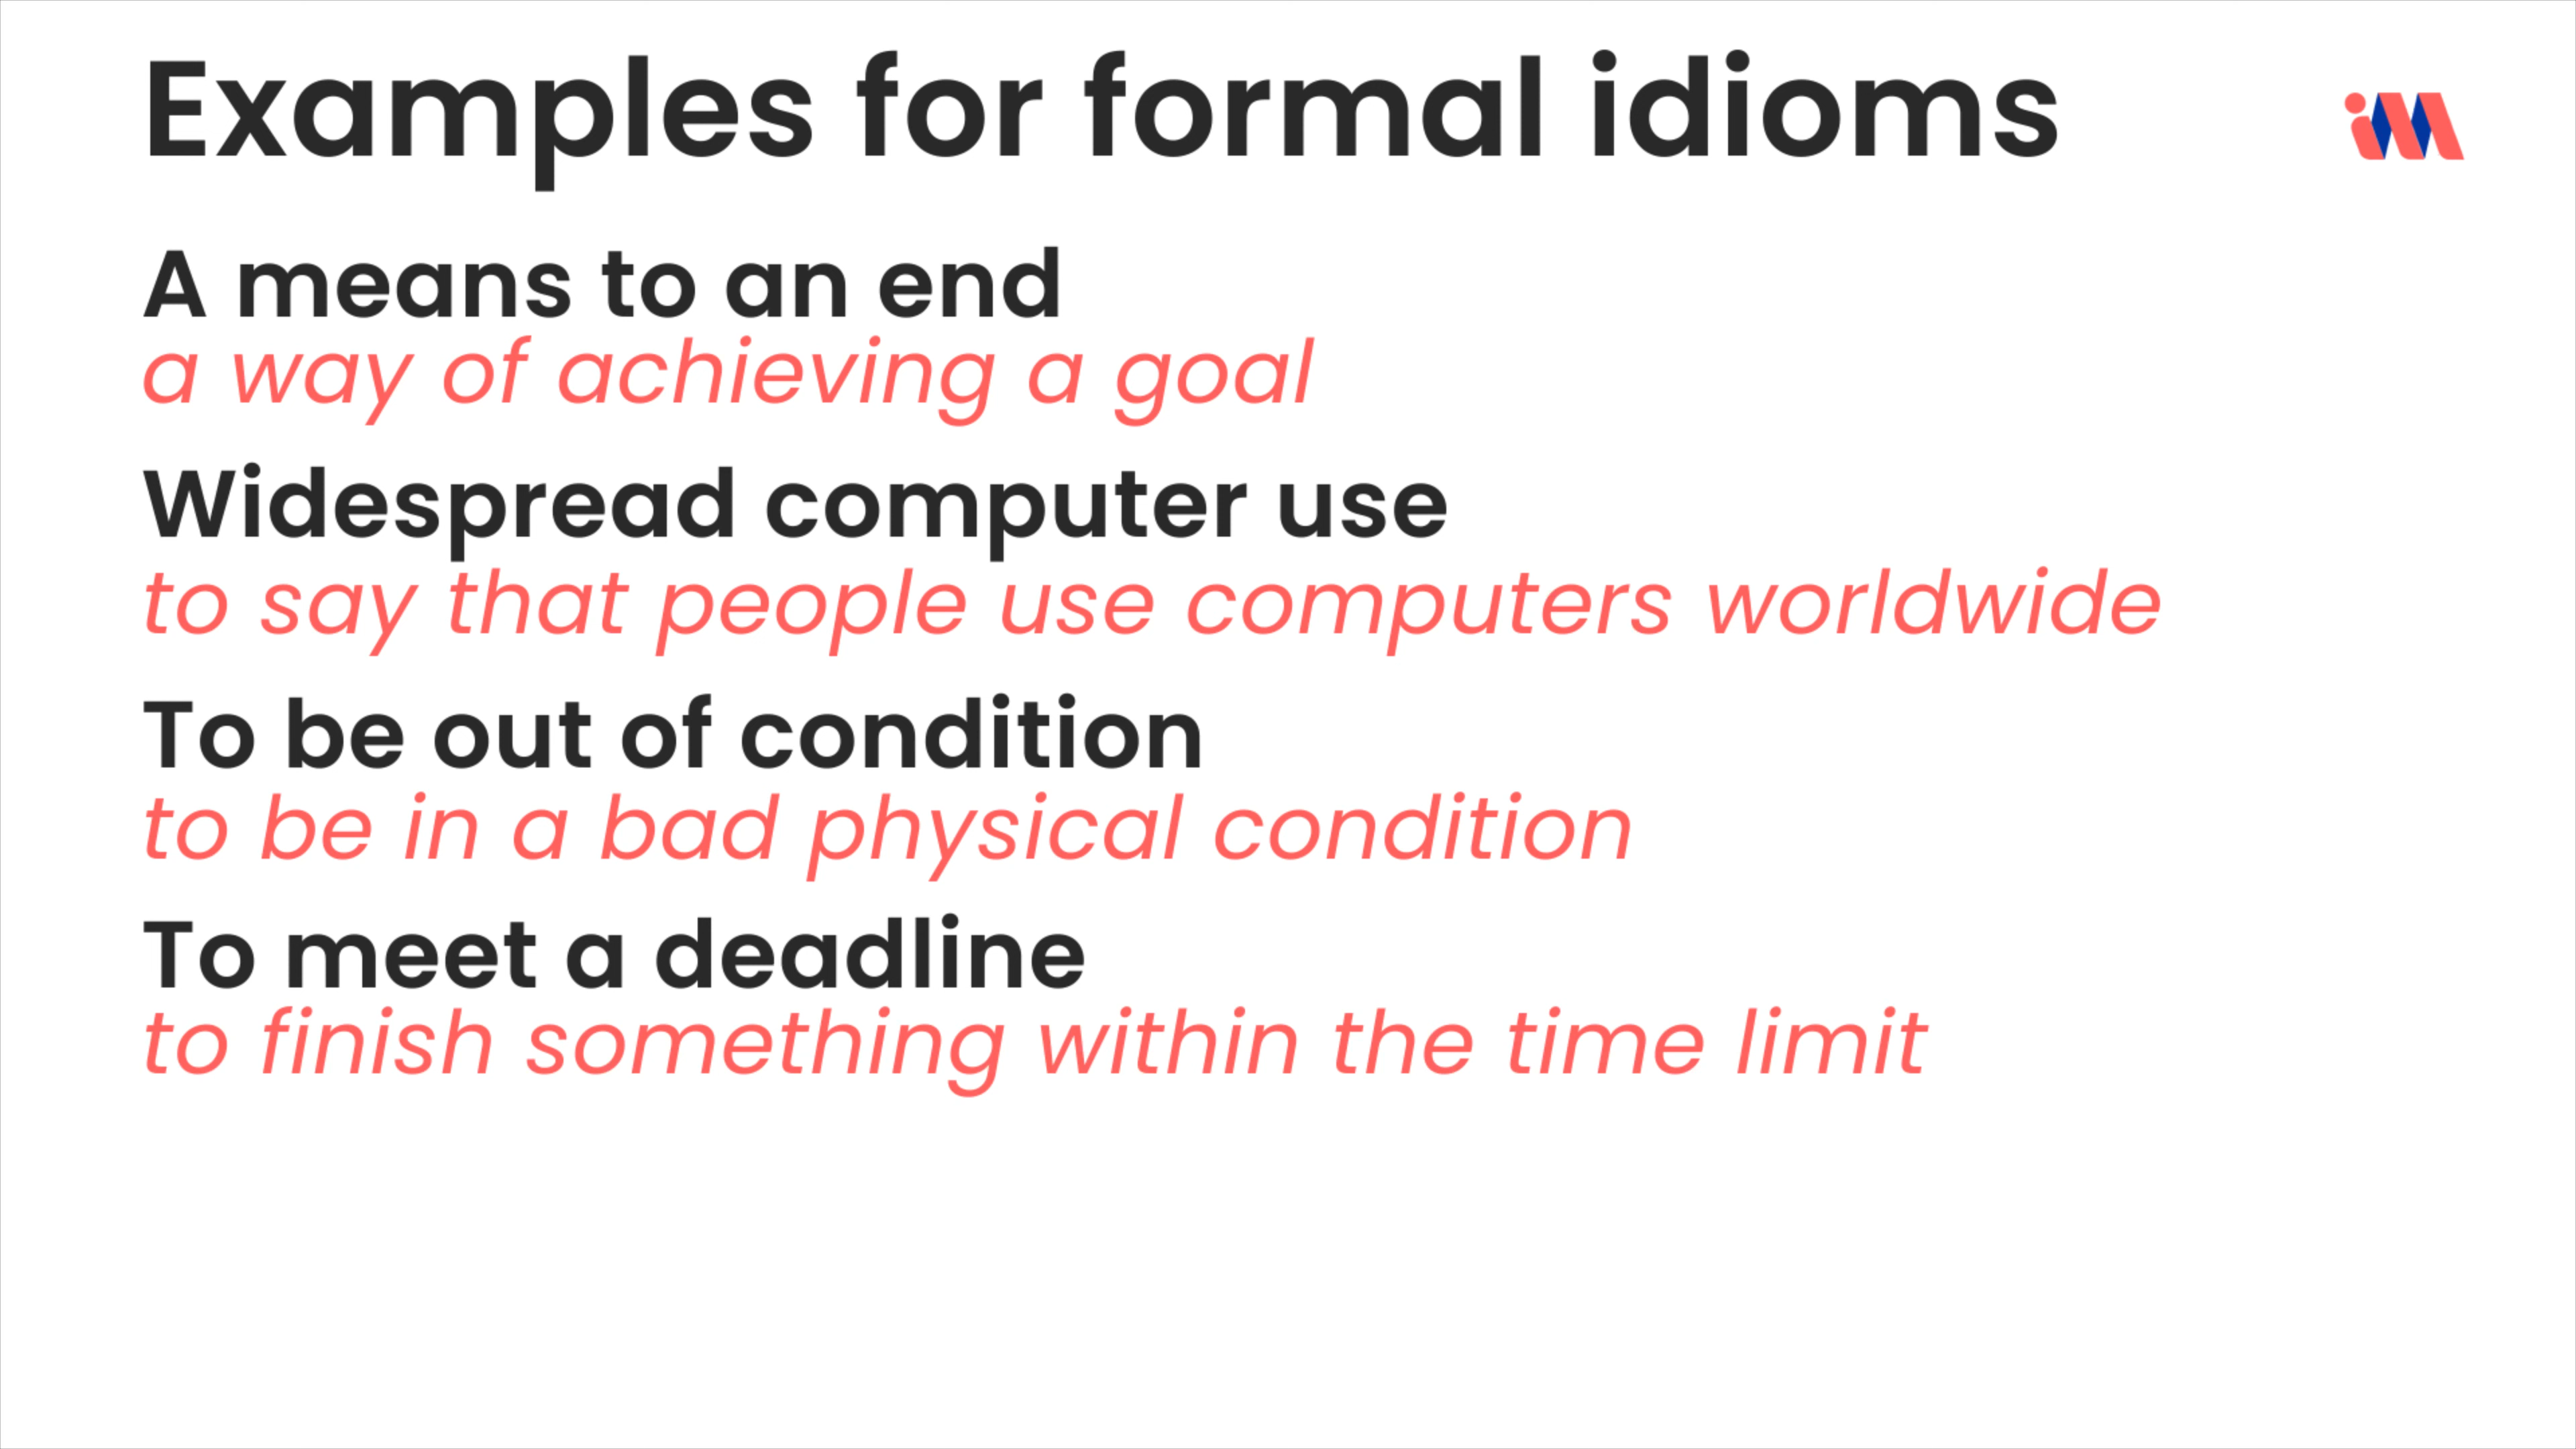 Examples for formal idioms
iM
A means to an end
a way of achieving a goal
Widespread computer use
to say that people use computers worldwide
To be out of condition
to be in a bad physical condition
To meet a deadline
to finish something within the time limit